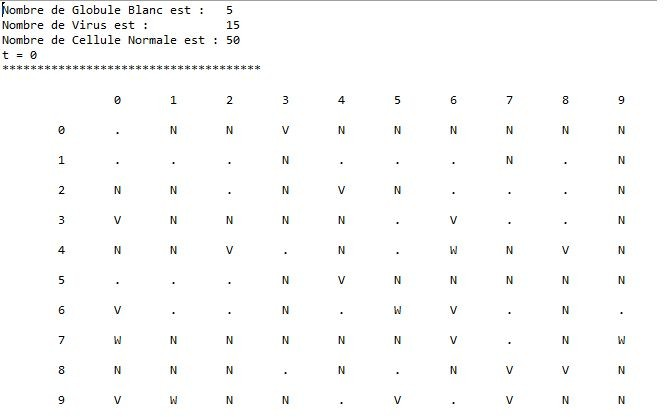 Nombre de Globule Blanc est : 5
Nombre de Virus est : 15
Nombre de Cellule Normale est : 50
t = 0
*************************************
0 1 2 3 4 5 6 7 8 9
0 . N N V N N N N N N
1 . . . N . . . N . N
2 N N . N V N . . . N
3 V N N N N . V . . N
4 N N V . N . W N V N
5 . . . N V N N N N N
6 V . . N . W V . N .
7 W N N N N N V . N W
8 N N N . N . N V V N
9 V W N N . V . V N N